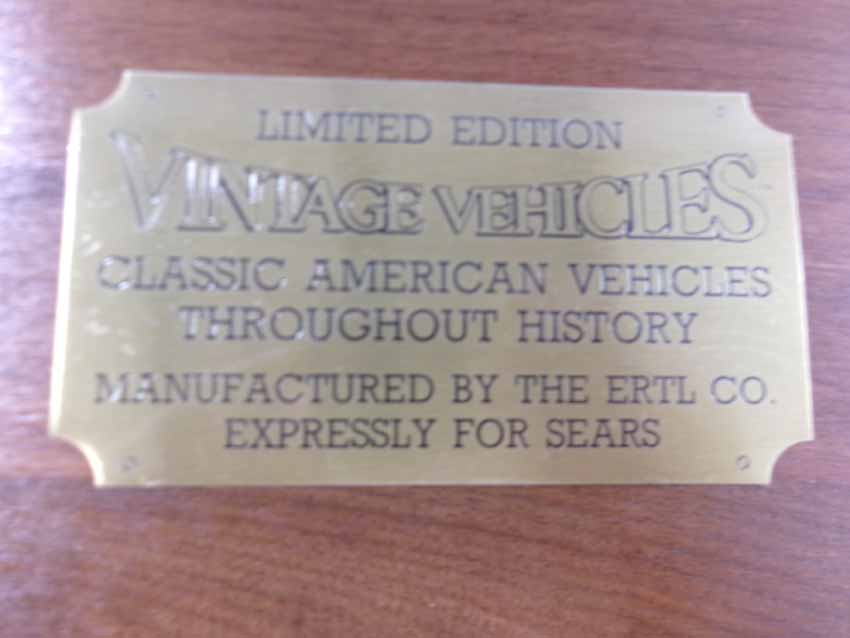 LIMITED EDITION
VINTAGE VEHICLES
CLASSIC AMERICAN VEHICLES
THROUGHOUT HISTORY
MANUFACTURED BY THE ERTL CO.
EXPRESSLY FOR SEARS